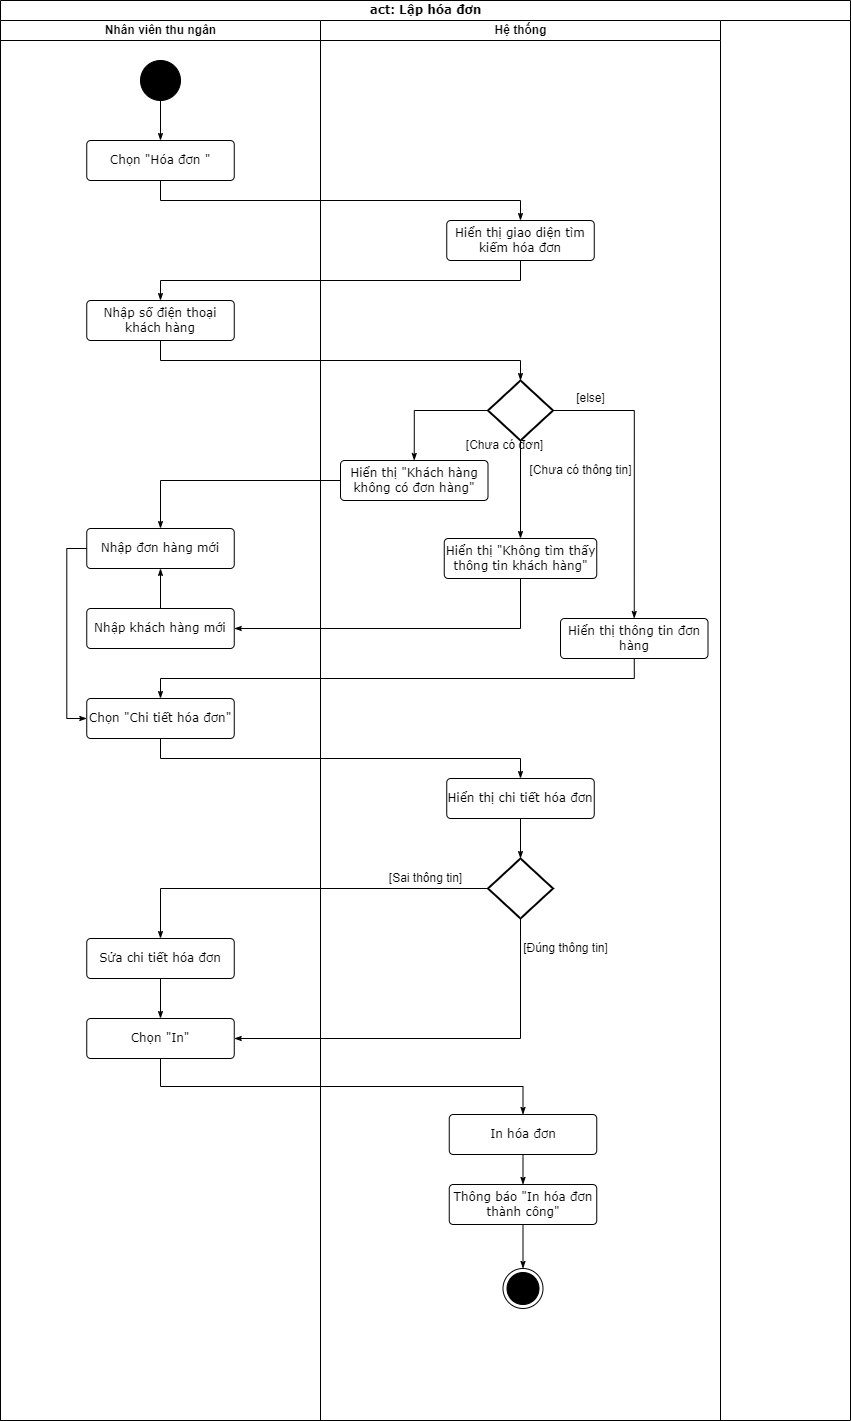 act: Lập hóa đơn
Nhân viên thu ngân
Hệ thống
Chọn "Hóa đơn "
Hiển thị giao diện tìm
kiếm hóa đơn
Nhập số điện thoại
khách hàng
[else]
[Chưa có đơn]
[Chưa có thông tin]
Hiển thị "Khách hàng
không có đơn hàng"
Nhập đơn hàng mới
Hiển thị "Không tìm thấy
thông tin khách hàng"
Nhập khách hàng mới
Hiển thị thông tin đơn
hàng
Chọn "Chi tiết hóa đơn"
Hiển thị chi tiết hóa đơn
[Sai thông tin]
[Đúng thông tin]
Sửa chi tiết hóa đơn
Chọn "In"
In hóa đơn
Thông báo "In hóa đơn
thành công"